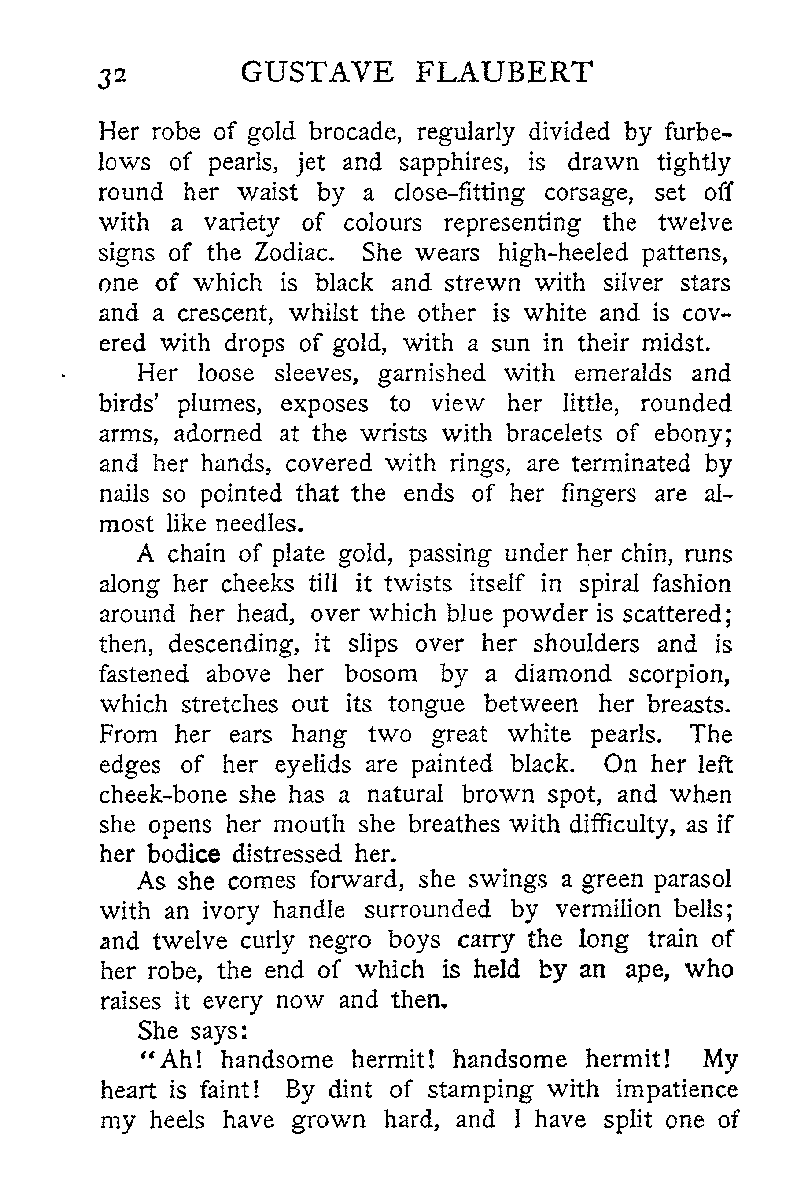 32 GUSTAVE FLAUBERT
Her robe of gold brocade, regularly divided by furbe-
lows of pearls, jet and sapphires, is drawn tightly
round her waist by a close-fitting corsage, set off
with a variety of colours representing the twelve
signs of the Zodiac. She wears high-heeled pattens,
one of which is black and strewn with silver stars
and a crescent, whilst the other is white and is cov-
ered with drops of gold, with a sun in their midst.
Her loose sleeves, garnished with emeralds and
birds' plumes, exposes to view her little, rounded
arms, adorned at the wrists with bracelets of ebony;
and her hands, covered with rings, are terminated by
nails so pointed that the ends of her fingers are al-
most like needles.
A chain of plate gold, passing under her chin, runs
along her cheeks till it twists itself in spiral fashion
around her head, over which blue powder is scattered;
then, descending, it slips over her shoulders and is
fastened above her bosom by a diamond scorpion,
which stretches out its tongue between her breasts.
From her ears hang two great white pearls. The
edges of her eyelids are painted black. On her left
cheek-bone she has a natural brown spot, and when
she opens her mouth she breathes with difficulty, as if
her bodice distressed her.
As she comes forward, she swings a green parasol
with an ivory handle surrounded by vermilion bells;
and twelve curly negro boys carry the long train of
her robe, the end of which is held by an ape, who
raises it every now and then.
She says:
"Ah! handsome hermit! handsome hermit! My
heart is faint! By dint of stamping with impatience
my heels have grown hard, and I have split one of